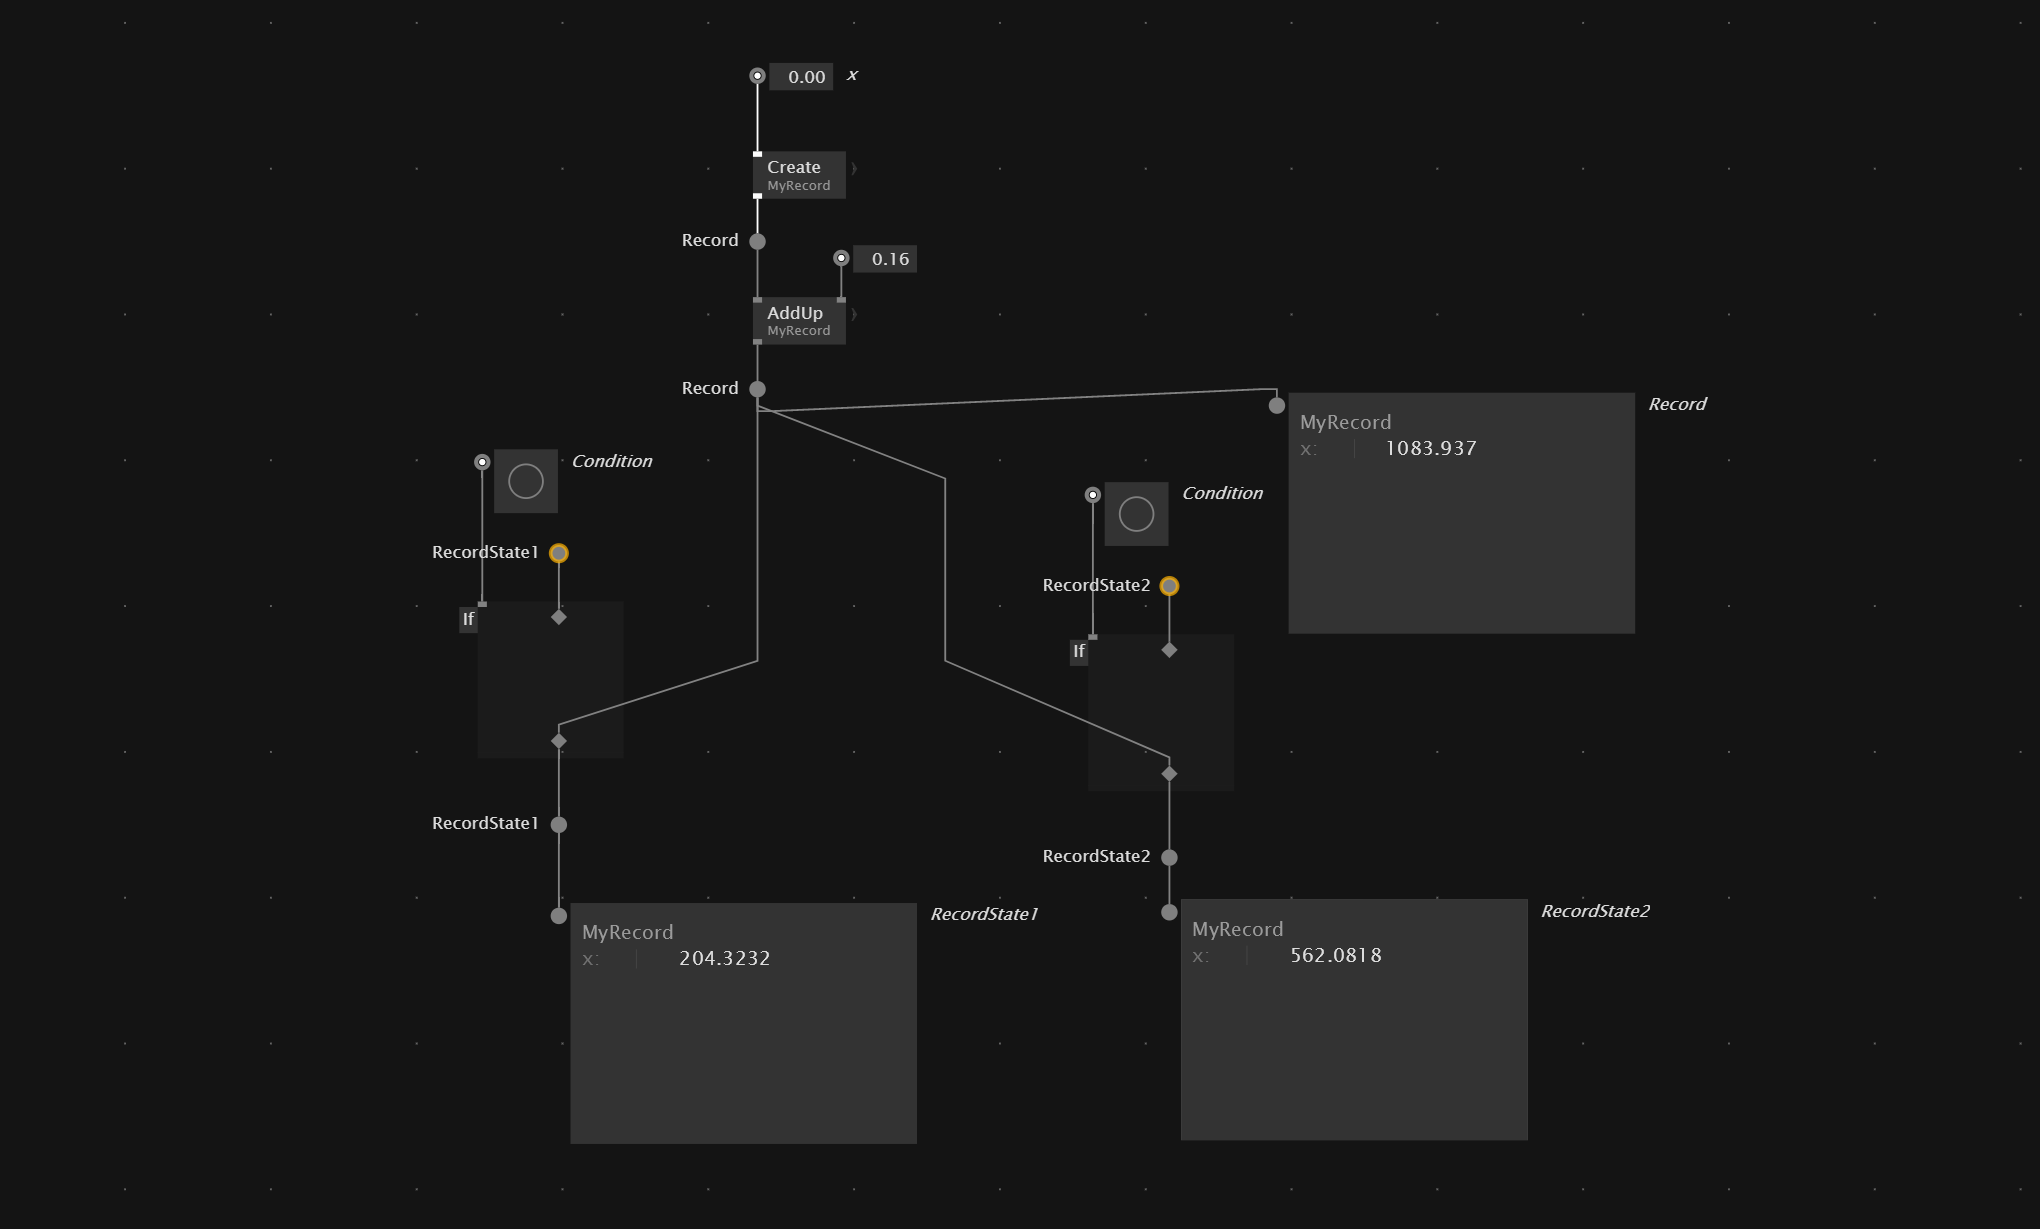 0.00 x
Create
MyRecord
Record
0.16
AddUp
MyRecord
Record
Record
MyRecord
x: 1083.937
Condition
Condition
RecordState1
RecordState2
If
If
RecordState1
RecordState2
RecordState1
MyRecord
x: 204.3232
RecordState2
MyRecord
x: 562.0818